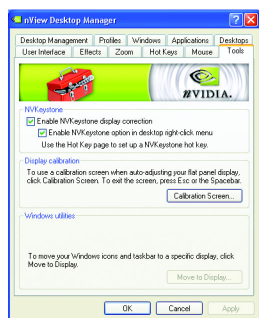 nView Desktop Manager
Desktop Management Profiles Windows Applications Desktops
User Interface Effects Zoom Hot Keys Mouse Tools
nVIDIA.
NVKeystone
Enable NVKeystone display correction
Enable NVKeystone option in desktop right-click menu
Use the Hot Key page to set up a NVKeystone hot key.
Display calibration
To use a calibration screen when auto-adjusting your flat panel display,
click Calibration Screen. To exit the screen, press Esc or the Spacebar.
Calibration Screen...
Windows utilities
To move your Windows icons and taskbar to a specific display, click
Move to Display.
Move to Display...
OK Cancel Apply